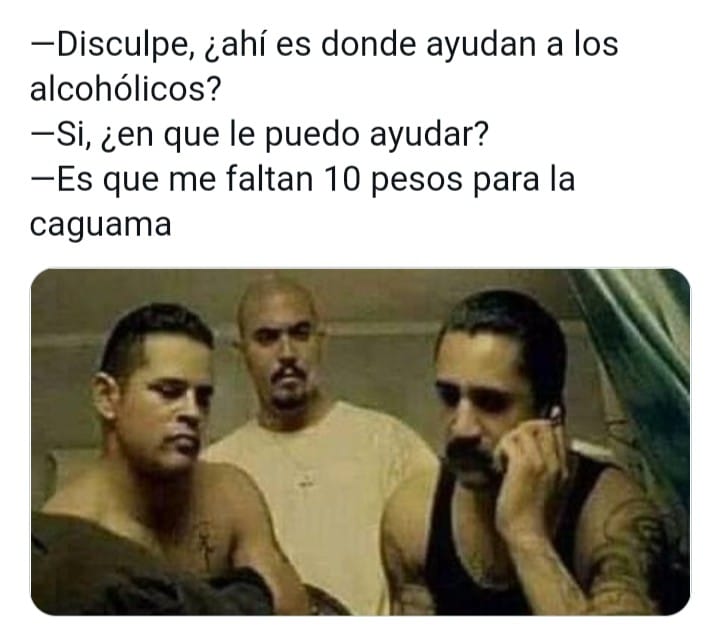 —Disculpe, ¿ahí es donde ayudan a los
alcohólicos?
—Si, ¿en que le puedo ayudar?
—Es que me faltan 10 pesos para la
caguama